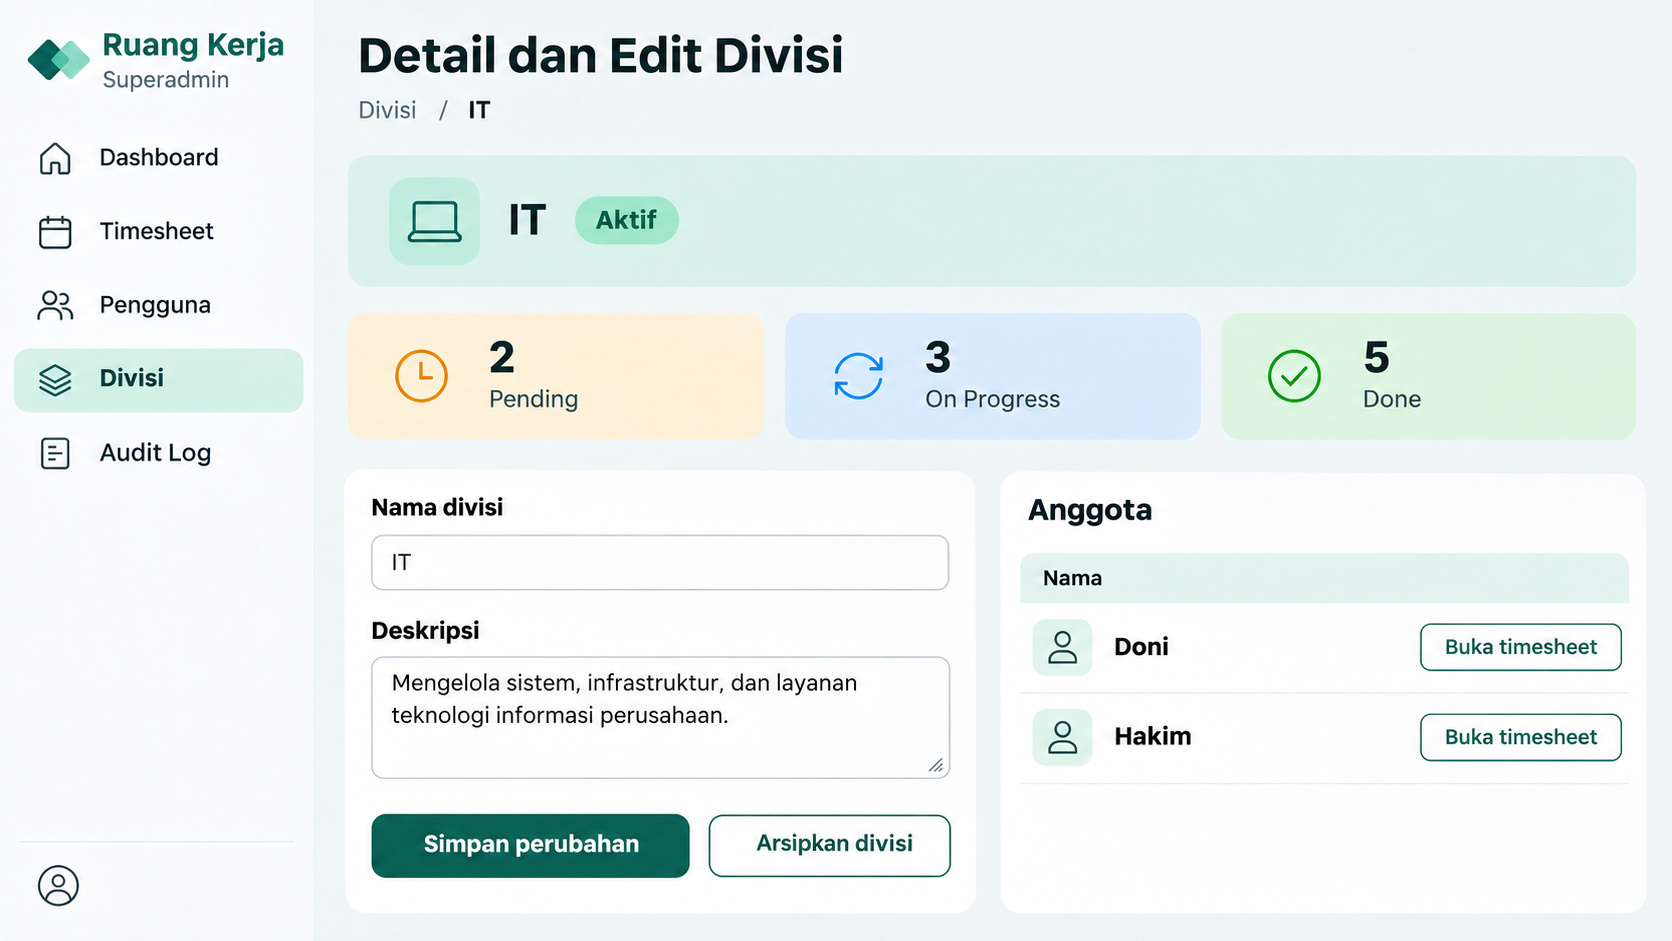 Ruang Kerja
Superadmin
Dashboard
Timesheet
Pengguna
Divisi
Audit Log
Detail dan Edit Divisi
Divisi / IT
IT Aktif
2
Pending
3
On Progress
5
Done
Nama divisi
IT
Deskripsi
Mengelola sistem, infrastruktur, dan layanan
teknologi informasi perusahaan.
Simpan perubahan
Arsipkan divisi
Anggota
Nama
Doni
Buka timesheet
Hakim
Buka timesheet